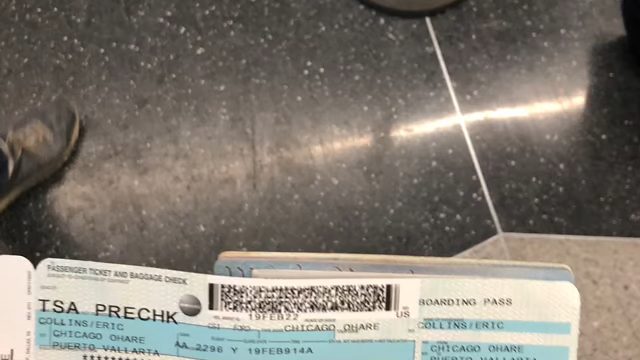 PASSENGER TICKET AND BAGGAGE CHECK
TSA PRECHK
19FEB22
US
BOARDING PASS
COLLINS/ERIC
CHICAGO OHARE
COLLINS/ERIC
CHICAGO OHARE
CHICAGO OHARE
PUERTO VALLARTA
AA 2296 Y 19FEB914A
PUERTO VALLARTA